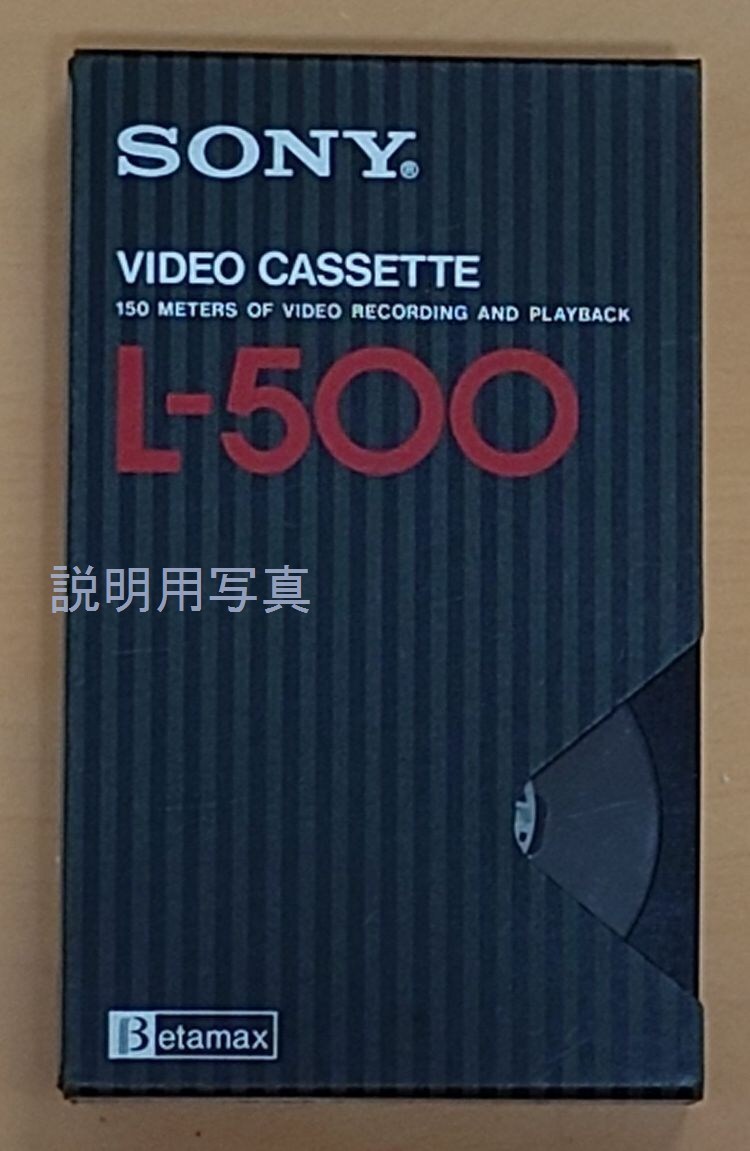 SONY®
VIDEO CASSETTE
150 METERS OF VIDEO RECORDING AND PLAYBACK
L-500
説明用写真
Betamax